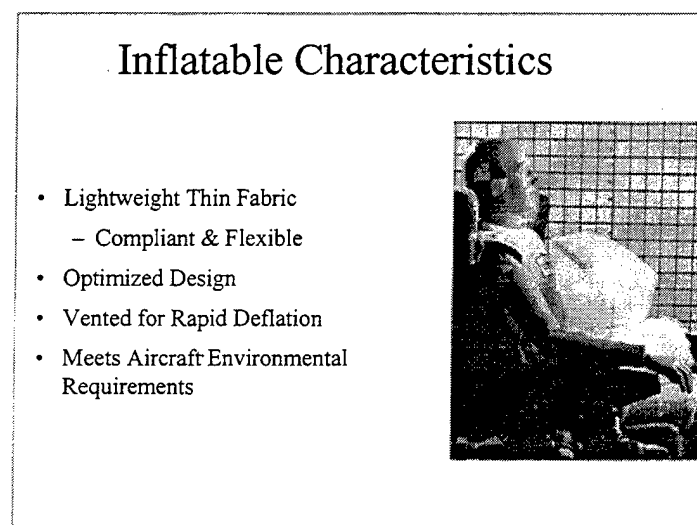 Inflatable Characteristics
• Lightweight Thin Fabric
– Compliant & Flexible
• Optimized Design
• Vented for Rapid Deflation
• Meets Aircraft Environmental
Requirements